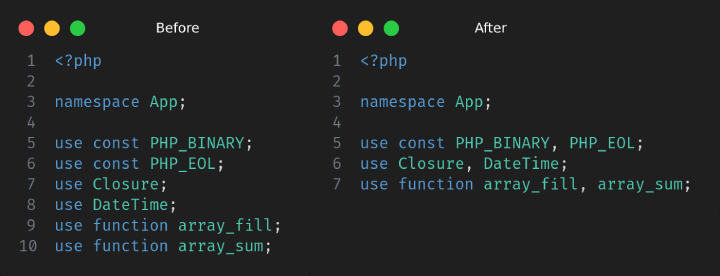 Before
1 <?php
2
3 namespace App;
4
5 use const PHP_BINARY;
6 use const PHP_EOL;
7 use Closure;
8 use DateTime;
9 use function array_fill;
10 use function array_sum;
After
1 <?php
2
3 namespace App;
4
5 use const PHP_BINARY, PHP_EOL;
6 use Closure, DateTime;
7 use function array_fill, array_sum;